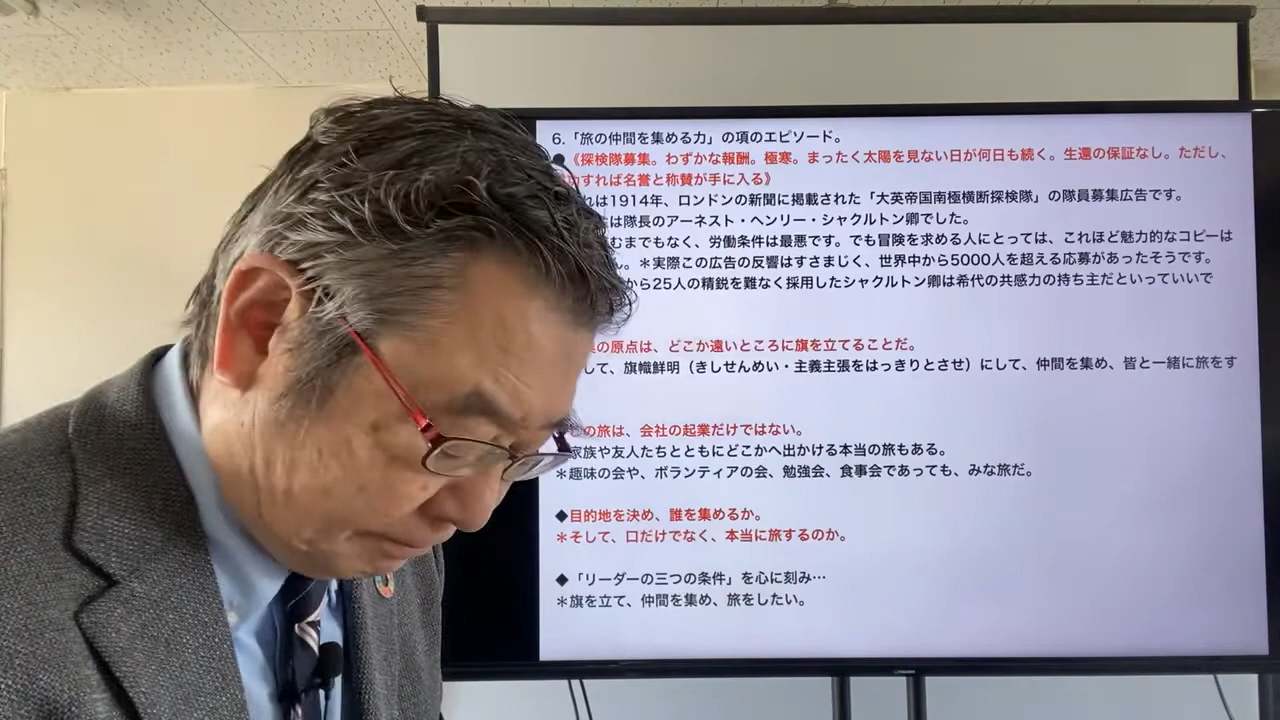 6.「旅の仲間を集める力」の項のエピソード。
《探検隊募集。わずかな報酬。極寒。まったく太陽を見ない日が何日も続く。生還の保証なし。ただし、
功すれば名誉と称賛が手に入る》
れは1914年、ロンドンの新聞に掲載された「大英帝国南極横断探検隊」の隊員募集広告です。
は隊長のアーネスト・ヘンリー・シャクルトン卿でした。
むまでもなく、労働条件は最悪です。でも冒険を求める人にとっては、これほど魅力的なコピーは
ん。＊実際この広告の反響はすさまじく、世界中から5000人を超える応募があったそうです。
から25人の精鋭を難なく採用したシャクルトン卿は希代の共感力の持ち主だといっていいで
の原点は、どこか遠いところに旗を立てることだ。
して、旗幟鮮明（きしせんめい・主義主張をはっきりとさせ）にして、仲間を集め、皆と一緒に旅をす
の旅は、会社の起業だけではない。
家族や友人たちとともにどこかへ出かける本当の旅もある。
＊趣味の会や、ボランティアの会、勉強会、食事会であっても、みな旅だ。
◆目的地を決め、誰を集めるか。
＊そして、口だけでなく、本当に旅するのか。
◆「リーダーの三つの条件」を心に刻み…
＊旗を立て、仲間を集め、旅をしたい。